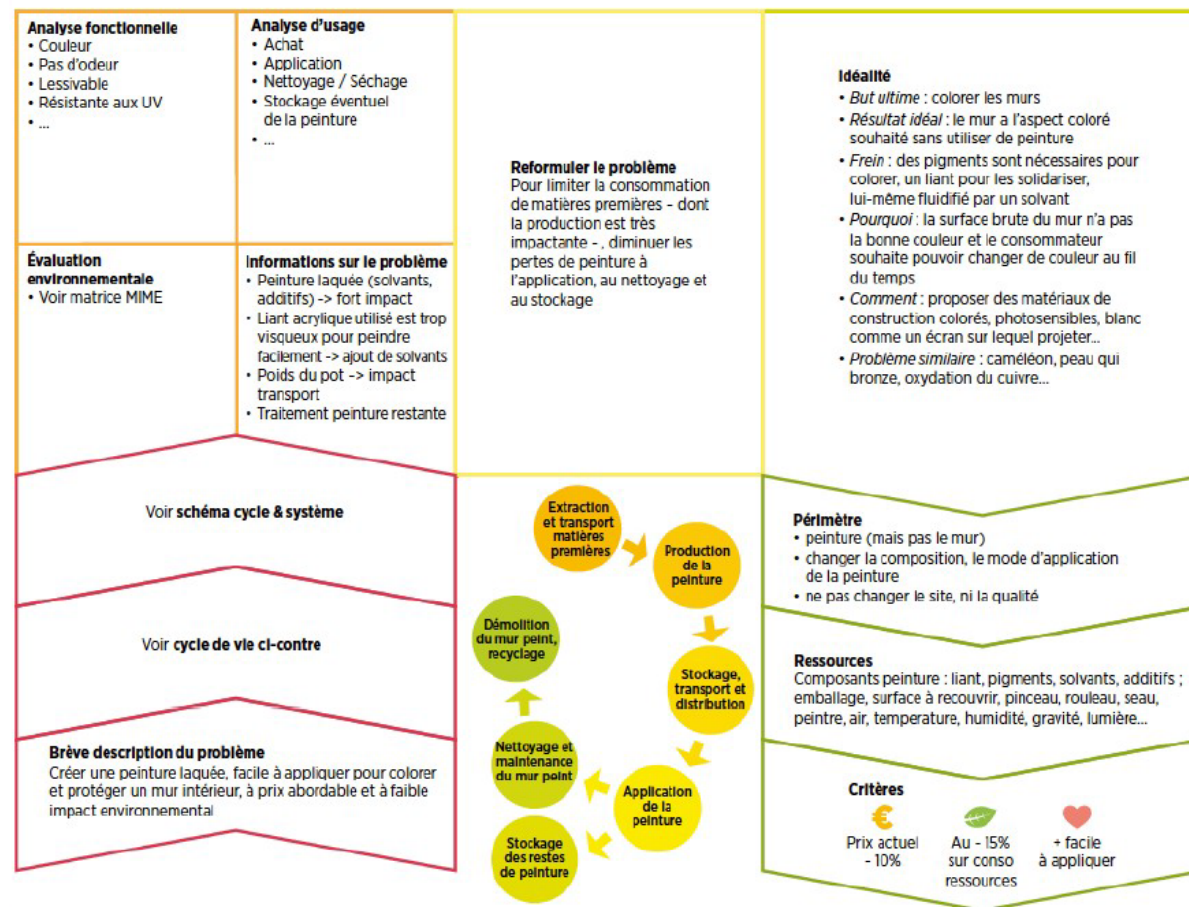 Analyse fonctionnelle
• Couleur
• Pas d'odeur
• Lessivable
• Résistante aux UV
• ...
Analyse d'usage
• Achat
• Application
• Nettoyage / Séchage
• Stockage éventuel
de la peinture
• ...
Évaluation
environnementale
• Voir matrice MIME
Informations sur le problème
• Peinture laquée (solvants,
additifs) -> fort impact
• Liant acrylique utilisé est trop
visqueux pour peindre
facilement -> ajout de solvants
• Poids du pot -> impact
transport
• Traitement peinture restante
Reformuler le problème
Pour limiter la consommation
de matières premières - dont
la production est très
impactante - , diminuer les
pertes de peinture à
l'application, au nettoyage et
au stockage
Idéalité
• But ultime : colorer les murs
• Résultat idéal : le mur a l'aspect coloré
souhaité sans utiliser de peinture
• Frein : des pigments sont nécessaires pour
colorer, un liant pour les solidariser,
lui-même fluidifié par un solvant
• Pourquoi : la surface brute du mur n'a pas
la bonne couleur et le consommateur
souhaite pouvoir changer de couleur au fil
du temps
• Comment : proposer des matériaux de
construction colorés, photosensibles, blanc
comme un écran sur lequel projeter...
• Problème similaire : caméléon, peau qui
bronze, oxydation du cuivre...
Voir schéma cycle & système
Voir cycle de vie ci-contre
Brève description du problème
Créer une peinture laquée, facile à appliquer pour colorer
et protéger un mur intérieur, à prix abordable et à faible
impact environnemental
Extraction
et transport
matières
premières
Production
de la
peinture
Stockage,
transport et
distribution
Application
de la
peinture
Stockage
des restes
de peinture
Nettoyage et
maintenance
du mur peint
Démolition
du mur peint,
recyclage
Périmètre
• peinture (mais pas le mur)
• changer la composition, le mode d'application
de la peinture
• ne pas changer le site, ni la qualité
Ressources
Composants peinture : liant, pigments, solvants, additifs ;
emballage, surface à recouvrir, pinceau, rouleau, seau,
peintre, air, temperature, humidité, gravité, lumière...
Critères
€
Prix actuel
- 10%
Au - 15%
sur conso
ressources
+ facile
à appliquer